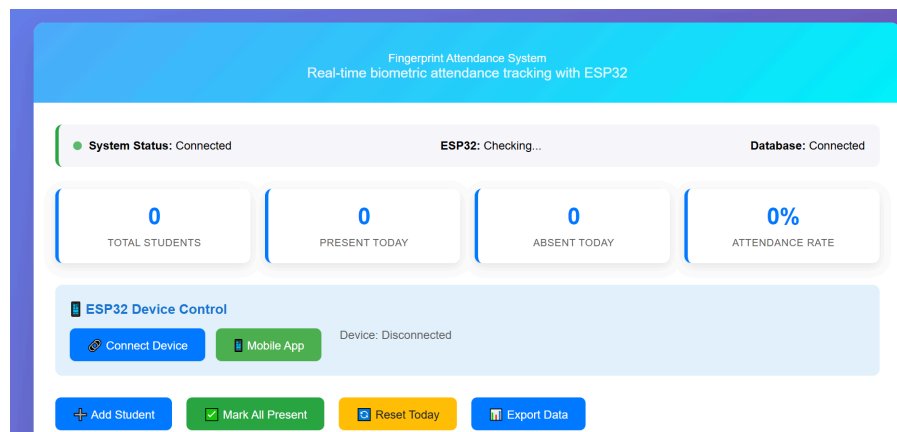 Fingerprint Attendance System
Real-time biometric attendance tracking with ESP32
System Status: Connected
ESP32: Checking...
Database: Connected
0
TOTAL STUDENTS
0
PRESENT TODAY
0
ABSENT TODAY
0%
ATTENDANCE RATE
ESP32 Device Control
Connect Device
Mobile App
Device: Disconnected
Add Student
Mark All Present
Reset Today
Export Data